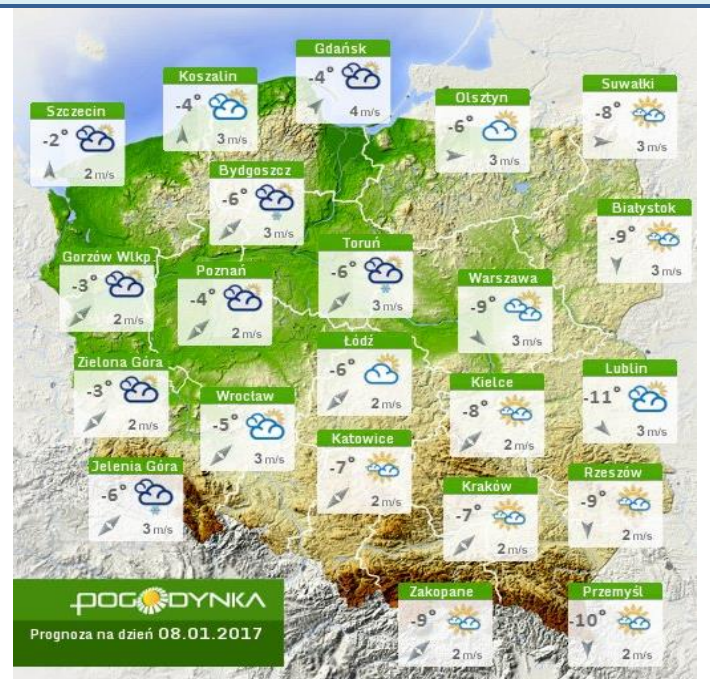 Gdańsk
-4°
4 m/s
Koszalin
-4°
3 m/s
Suwałki
-8°
3 m/s
Olsztyn
-6°
3 m/s
Szczecin
-2°
2 m/s
Bydgoszcz
-6°
3 m/s
Białystok
-9°
3 m/s
Toruń
-6°
3 m/s
Gorzów Wlkp
-3°
2 m/s
Poznań
-4°
2 m/s
Warszawa
-9°
3 m/s
Łódź
-6°
2 m/s
Zielona Góra
-3°
2 m/s
Lublin
-11°
3 m/s
Kielce
-8°
2 m/s
Wrocław
-5°
3 m/s
Katowice
-7°
2 m/s
Jelenia Góra
-6°
3 m/s
Rzeszów
-9°
2 m/s
Kraków
-7°
2 m/s
Zakopane
-9°
2 m/s
Przemyśl
-10°
2 m/s
POGODYNKA
Prognoza na dzień 08.01.2017